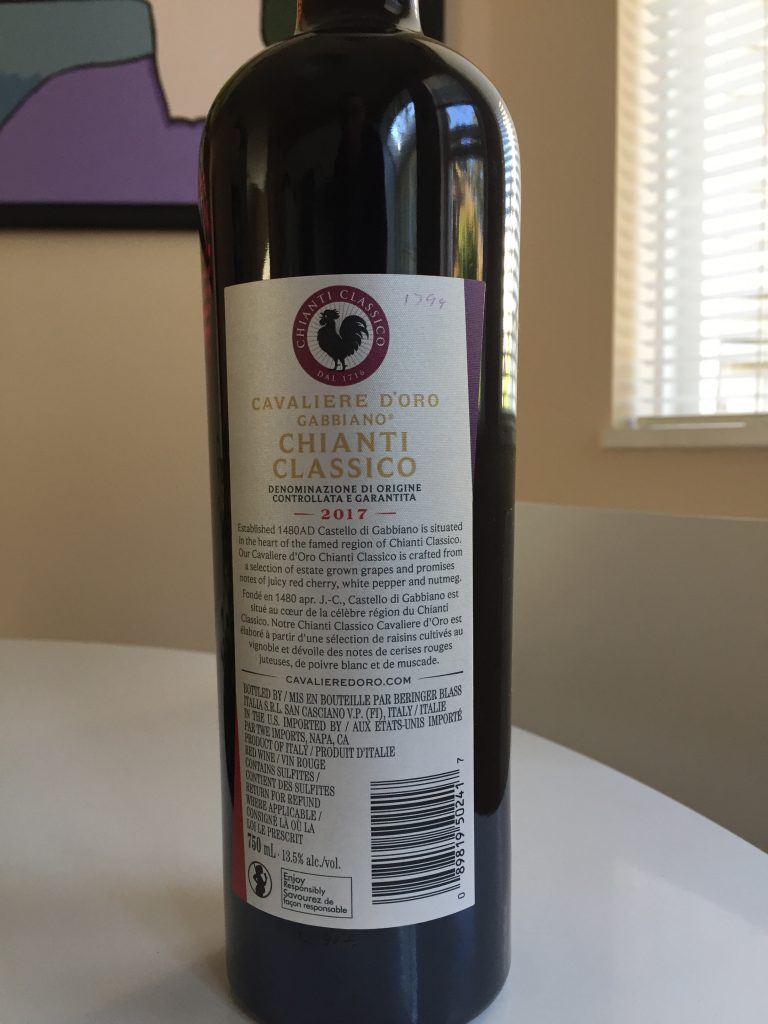 CHIANTI CLASSICO
DAL 1716
CAVALIERE D'ORO
GABBIANO®
CHIANTI
CLASSICO
DENOMINAZIONE DI ORIGINE
CONTROLLATA E GARANTITA
2017
Established 1480AD Castello di Gabbiano is situated
in the heart of the famed region of Chianti Classico.
Our Cavaliere d'Oro Chianti Classico is crafted from
a selection of estate grown grapes and promises
notes of juicy red cherry, white pepper and nutmeg.
Fondé en 1480 apr. J.-C., Castello di Gabbiano est
situé au cœur de la célèbre région du Chianti
Classico. Notre Chianti Classico Cavaliere d'Oro est
élaboré à partir d'une sélection de raisins cultivés au
vignoble et dévoile des notes de cerises rouges
juteuses, de poivre blanc et de muscade.
CAVALIEREDORO.COM
BOTTLED BY / MIS EN BOUTEILLE PAR BERINGER BLASS
ITALIA S.R.L. SAN CASCIANO V.P. (FI), ITALY / ITALIE
IN THE U.S. IMPORTED BY / AUX ETATS-UNIS IMPORTÉ
PAR TWE IMPORTS, NAPA, CA
PRODUCT OF ITALY / PRODUIT D'ITALIE
RED WINE / VIN ROUGE
CONTAINS SULFITES /
CONTIENT DES SULFITES
RETURN FOR REFUND
WHERE APPLICABLE /
CONSIGNÉ LÀ OÙ LA
LOI LE PRESCRIT
750 mL · 13.5% alc./vol.
Enjoy
Responsibly
Savourez de
façon responsable
0 89819 50241 7